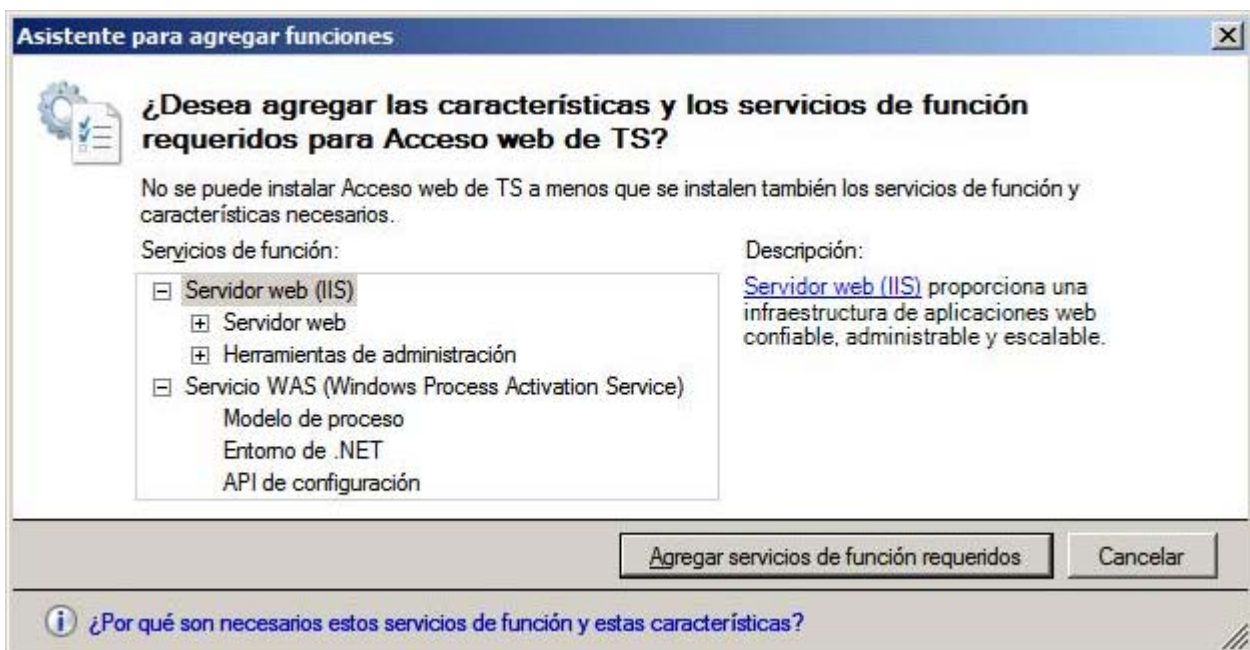 Asistente para agregar funciones
¿Desea agregar las características y los servicios de función
requeridos para Acceso web de TS?
No se puede instalar Acceso web de TS a menos que se instalen también los servicios de función y
características necesarios.
Servicios de función:
Servidor web (IIS)
Servidor web
Herramientas de administración
Servicio WAS (Windows Process Activation Service)
Modelo de proceso
Entorno de .NET
API de configuración
Descripción:
Servidor web (IIS) proporciona una
infraestructura de aplicaciones web
confiable, administrable y escalable.
Agregar servicios de función requeridos
Cancelar
¿Por qué son necesarios estos servicios de función y estas características?